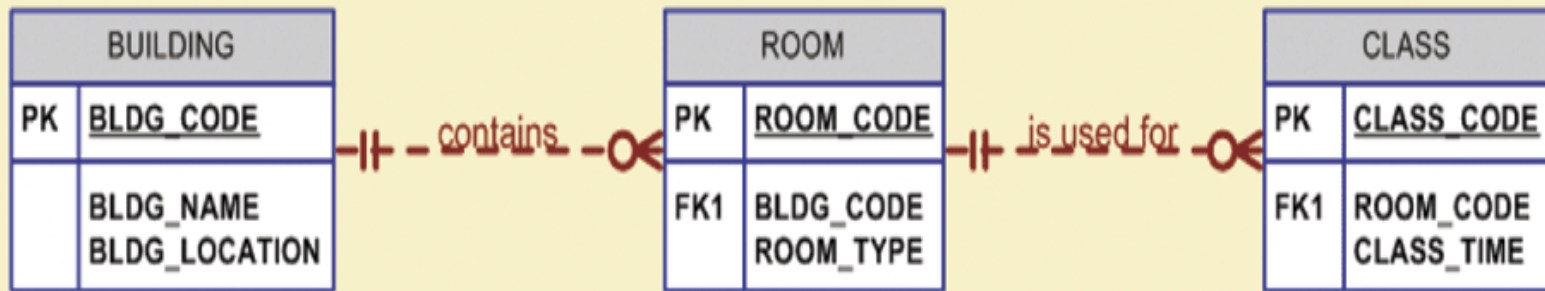 BUILDING
PK BLDG_CODE
BLDG_NAME
BLDG_LOCATION
contains
ROOM
PK ROOM_CODE
FK1 BLDG_CODE
ROOM_TYPE
is used for
CLASS
PK CLASS_CODE
FK1 ROOM_CODE
CLASS_TIME